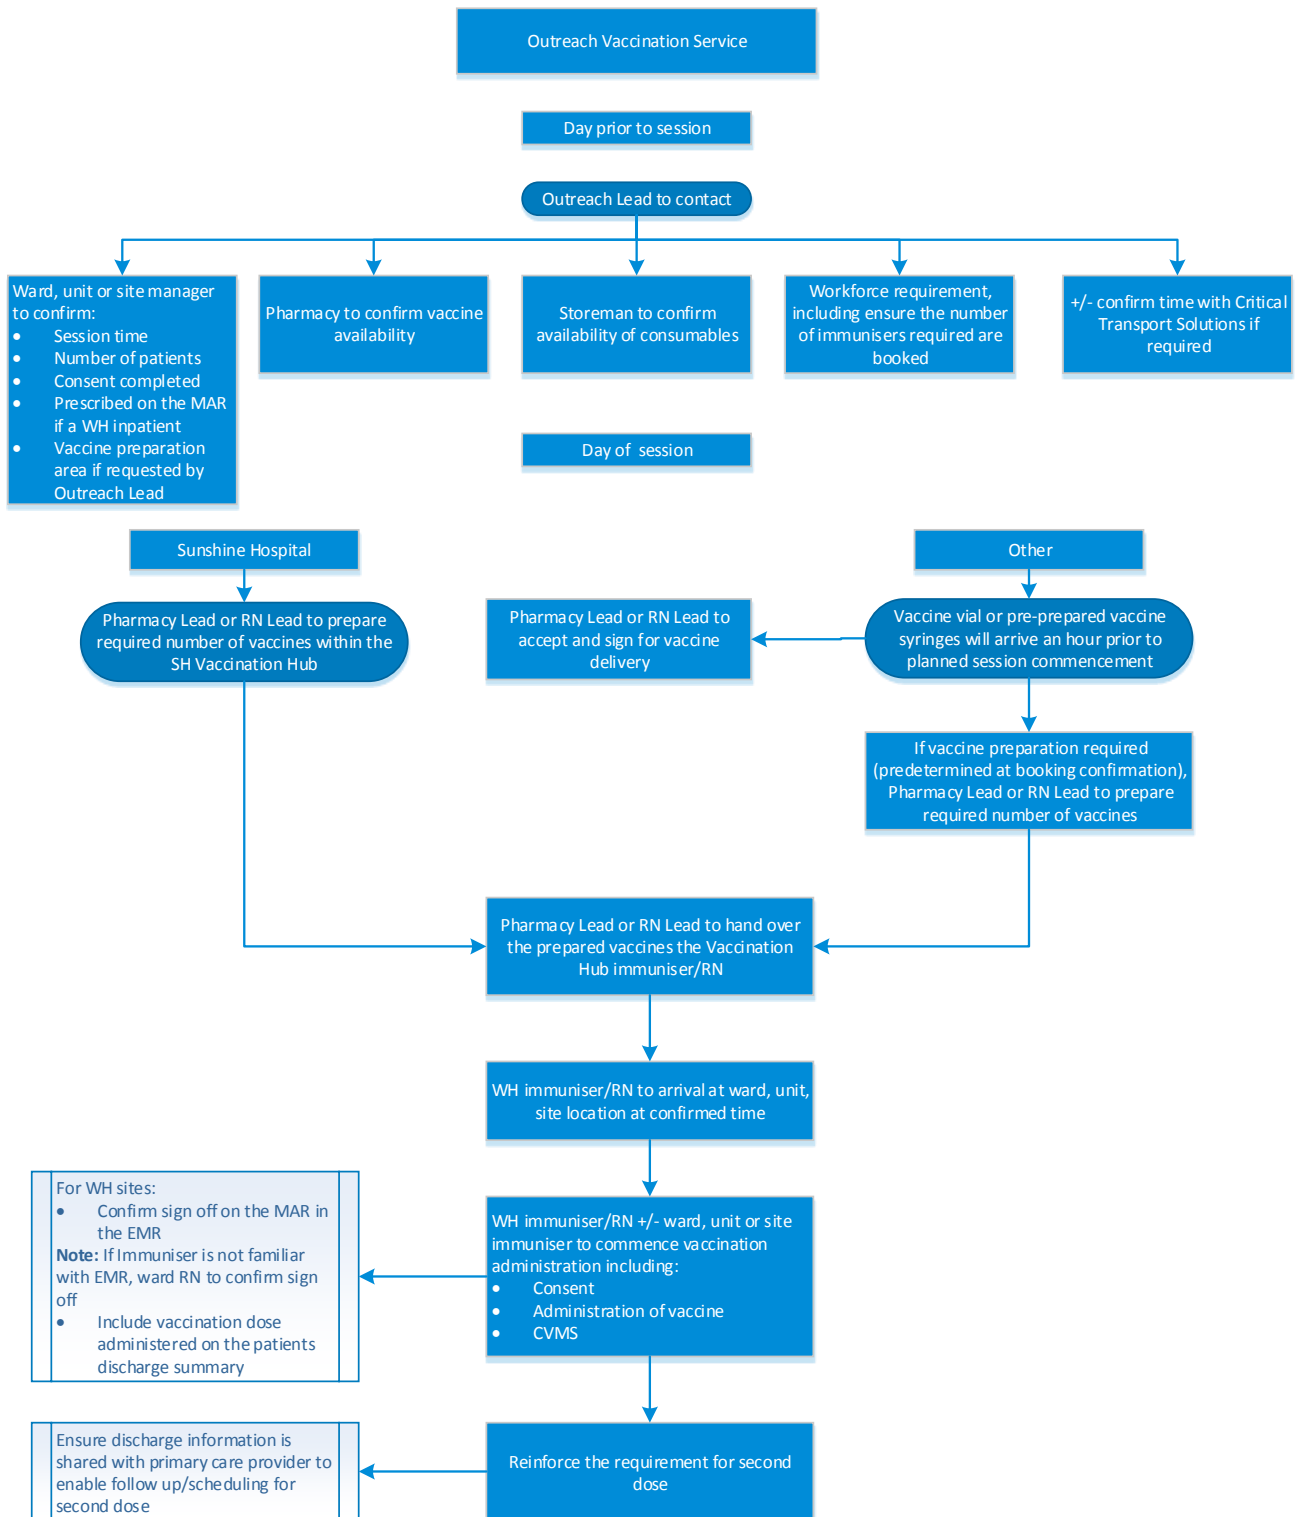 Outreach Vaccination Service
Day prior to session
Outreach Lead to contact
Ward, unit or site manager
to confirm:
• Session time
• Number of patients
• Consent completed
• Prescribed on the MAR
if a WH inpatient
• Vaccine preparation
area if requested by
Outreach Lead
Pharmacy to confirm vaccine
availability
Storeman to confirm
availability of consumables
Workforce requirement,
including ensure the number
of immunisers required are
booked
+/- confirm time with Critical
Transport Solutions if
required
Day of session
Sunshine Hospital
Pharmacy Lead or RN Lead to prepare
required number of vaccines within the
SH Vaccination Hub
Other
Vaccine vial or pre-prepared vaccine
syringes will arrive an hour prior to
planned session commencement
Pharmacy Lead or RN Lead to
accept and sign for vaccine
delivery
If vaccine preparation required
(predetermined at booking confirmation),
Pharmacy Lead or RN Lead to prepare
required number of vaccines
Pharmacy Lead or RN Lead to hand over
the prepared vaccines the Vaccination
Hub immuniser/RN
WH immuniser/RN to arrival at ward, unit,
site location at confirmed time
WH immuniser/RN +/- ward, unit or site
immuniser to commence vaccination
administration including:
• Consent
• Administration of vaccine
• CVMS
For WH sites:
• Confirm sign off on the MAR in
the EMR
Note: If Immuniser is not familiar
with EMR, ward RN to confirm sign
off
• Include vaccination dose
administered on the patients
discharge summary
Reinforce the requirement for second
dose
Ensure discharge information is
shared with primary care provider to
enable follow up/scheduling for
second dose